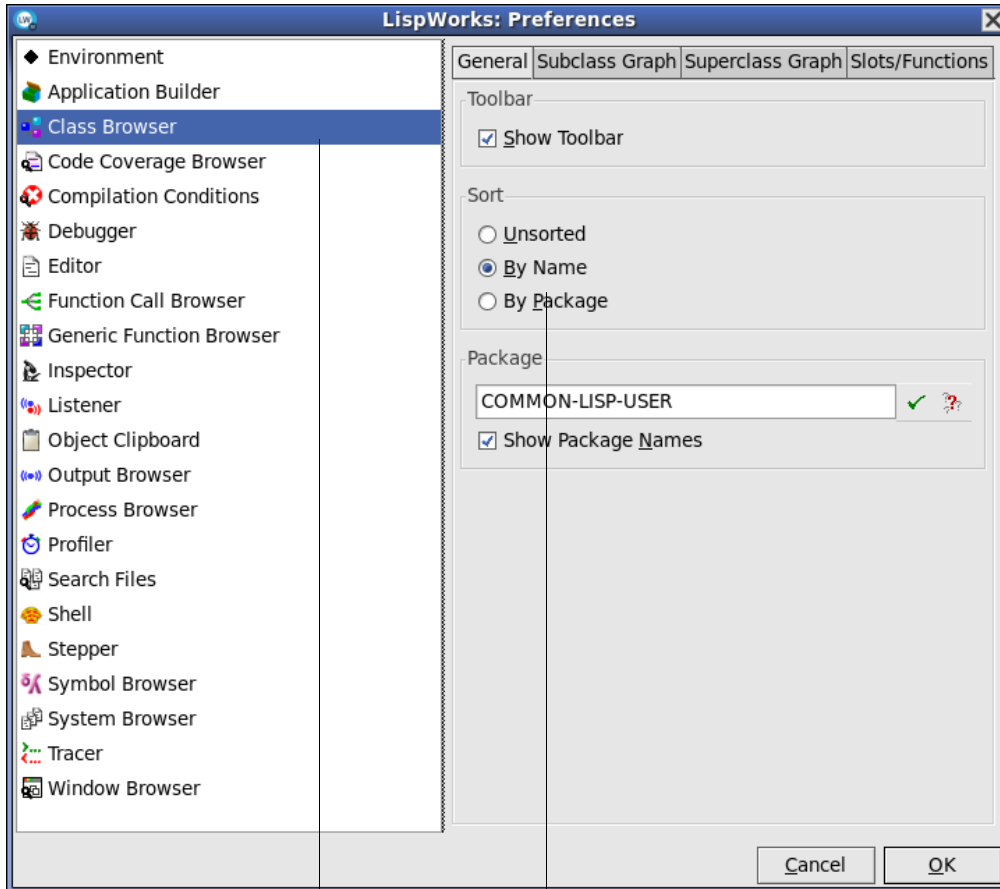 LispWorks: Preferences
Environment
Application Builder
Class Browser
Code Coverage Browser
Compilation Conditions
Debugger
Editor
Function Call Browser
Generic Function Browser
Inspector
Listener
Object Clipboard
Output Browser
Process Browser
Profiler
Search Files
Shell
Stepper
Symbol Browser
System Browser
Tracer
Window Browser
General Subclass Graph Superclass Graph Slots/Functions
Toolbar
Show Toolbar
Sort
Unsorted
By Name
By Package
Package
COMMON-LISP-USER
Show Package Names
Cancel OK